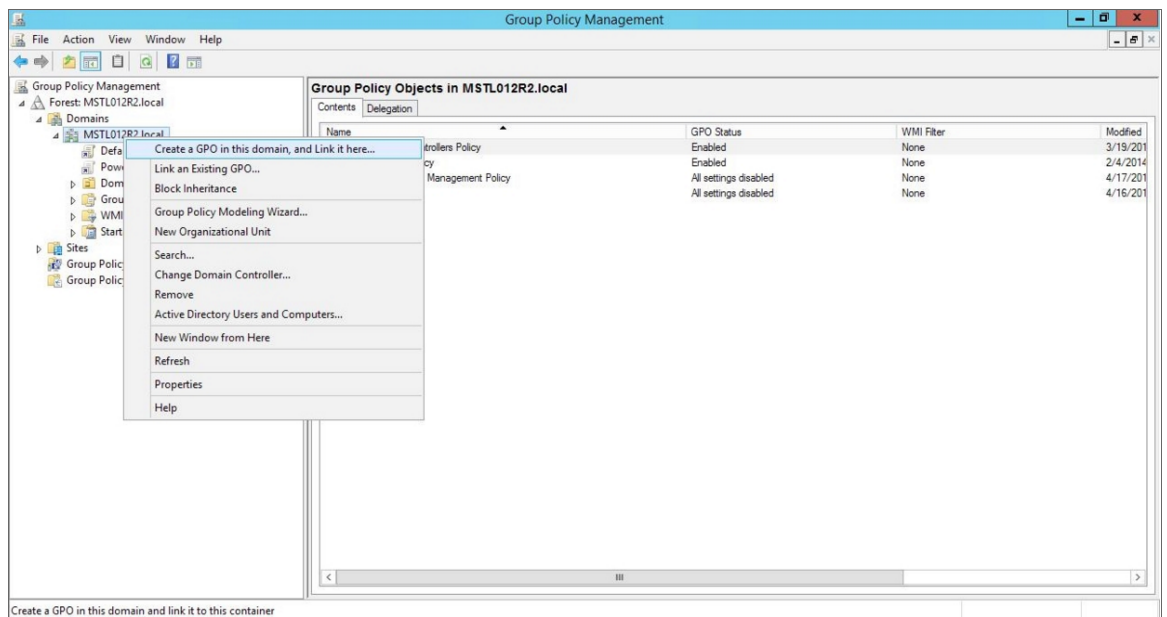 Group Policy Management
File Action View Window Help
Group Policy Management
Forest: MSTL012R2.local
Domains
MSTL012R2.local
Defa
Powe
Dom
Grou
WMI
Start
Sites
Group Polic
Group Polic
Create a GPO in this domain, and Link it here...
Link an Existing GPO...
Block Inheritance
Group Policy Modeling Wizard...
New Organizational Unit
Search...
Change Domain Controller...
Remove
Active Directory Users and Computers...
New Window from Here
Refresh
Properties
Help
Group Policy Objects in MSTL012R2.local
Contents Delegation
Name GPO Status WMI Filter Modified
trollers Policy Enabled None 3/19/201
cy Enabled None 2/4/2014
Management Policy All settings disabled None 4/17/201
All settings disabled None 4/16/201
Create a GPO in this domain and link it to this container